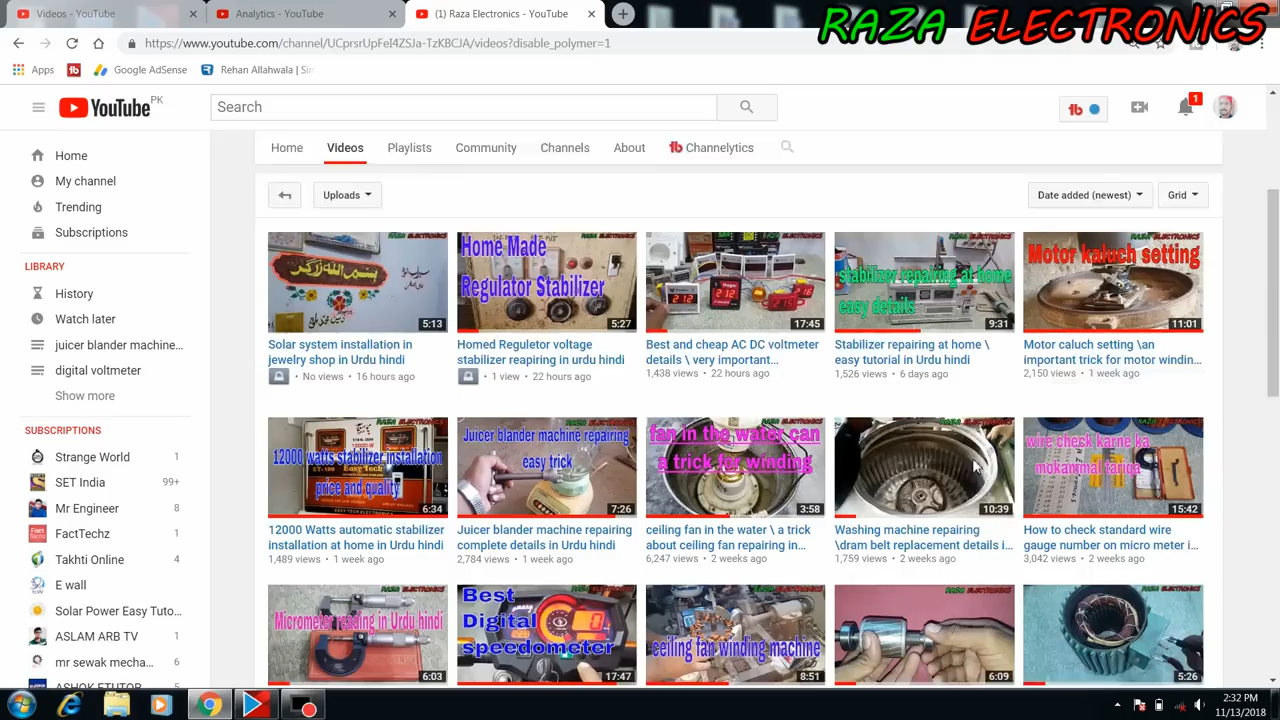 Videos - YouTube
Analytics - YouTube
(1) Raza Electronics - YouTube
RAZA ELECTRONICS
https://www.youtube.com/channel/UCprsrUpFeI4ZSJa-TzKBCJA/videos?disable_polymer=1
Apps
Google AdSense
Rehan Allahwala | Sin
YouTube PK
Search
1
Home
Videos
Playlists
Community
Channels
About
Channelytics
Home
My channel
Trending
Subscriptions
LIBRARY
History
Watch later
juicer blander machine...
digital voltmeter
Show more
SUBSCRIPTIONS
Strange World 1
SET India 99+
Mr Engineer 8
FactTechz 3
Takhti Online 4
E wall
Solar Power Easy Tuto...
ASLAM ARB TV 1
mr sewak mecha... 6
ASHOK ETUTOR
Uploads
Date added (newest)
Grid
5:13
Solar system installation in
jewelry shop in Urdu hindi
No views • 16 hours ago
Home Made
Regulator Stabilizer
5:27
Homed Reguletor voltage
stabilizer reapiring in urdu hindi
1 view • 22 hours ago
17:45
Best and cheap AC DC voltmeter
details \ very important...
1,438 views • 22 hours ago
stabilizer repairing at home
easy details
9:31
Stabilizer repairing at home \
easy tutorial in Urdu hindi
1,526 views • 6 days ago
Motor kaluch setting
11:01
Motor caluch setting \an
important trick for motor windin...
2,150 views • 1 week ago
12000 watts stabilizer installation
price and quality
6:34
12000 Watts automatic stabilizer
installation at home in Urdu hindi
1,489 views • 1 week ago
Juicer blander machine repairing
easy trick
7:26
Juicer blander machine repairing
complete details in Urdu hindi
2,784 views • 1 week ago
fan in the water can
a trick for winding
3:58
ceiling fan in the water \ a trick
about ceiling fan repairing in...
6,247 views • 2 weeks ago
10:39
Washing machine repairing
\dram belt replacement details i...
1,759 views • 2 weeks ago
wire check karne ka
mokammal tariqa
15:42
How to check standard wire
gauge number on micro meter i...
3,042 views • 2 weeks ago
Micrometer reading in Urdu hindi
6:03
Best
Digital
speedometer
17:47
ceiling fan winding machine
8:51
6:09
5:26
2:32 PM
11/13/2018